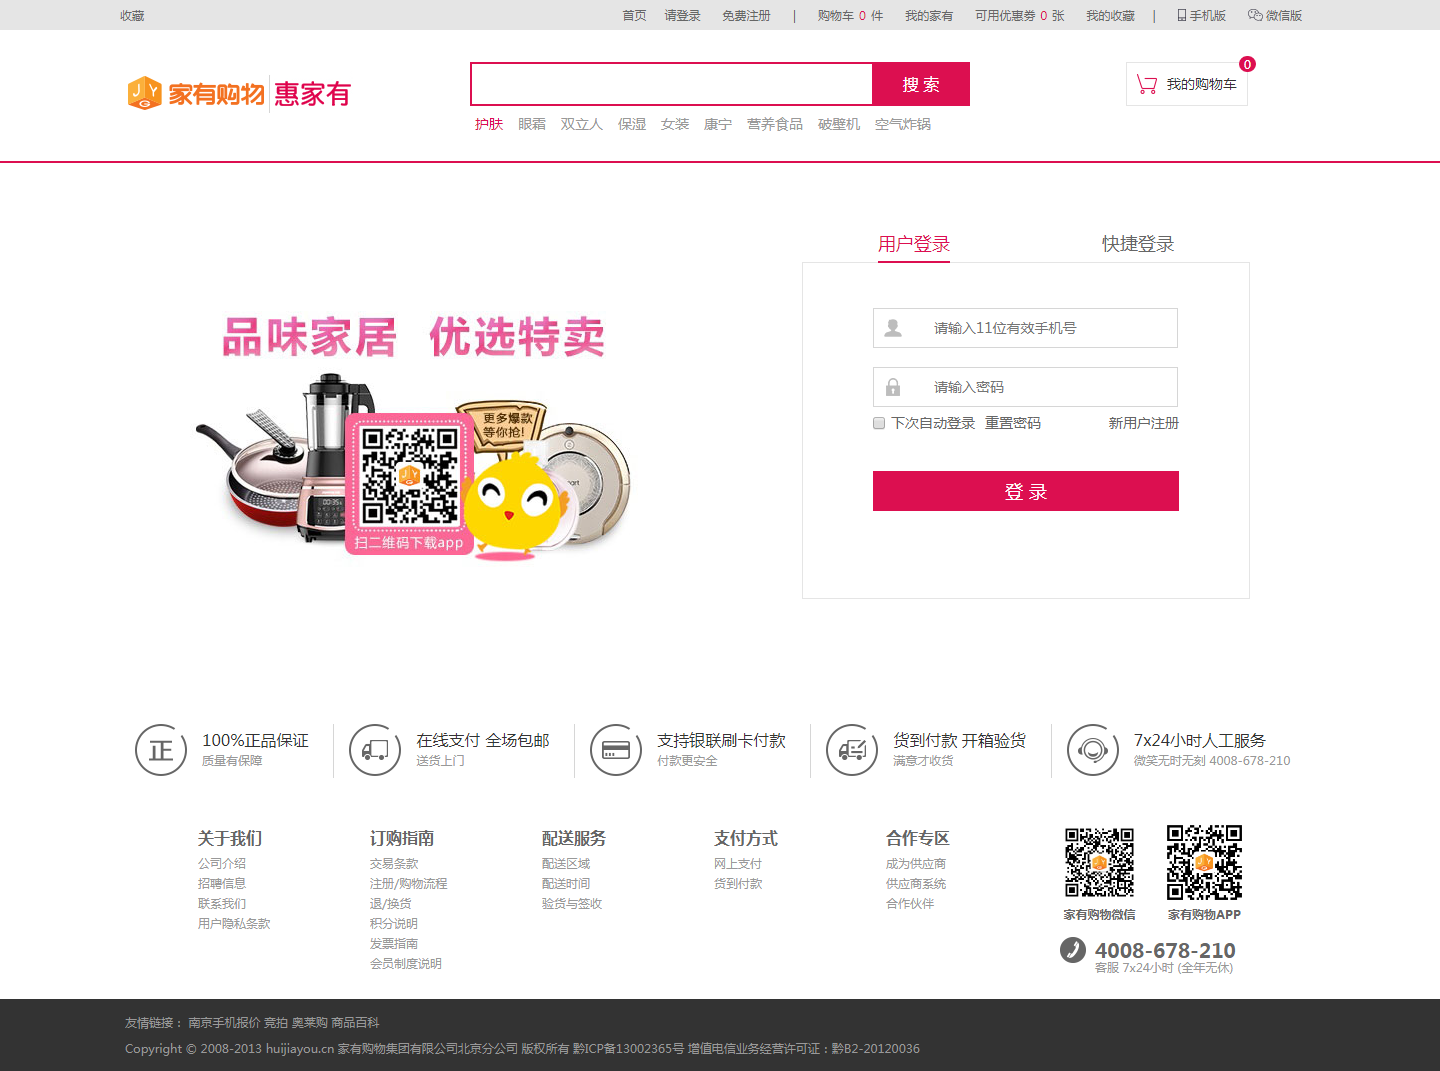 收藏
首页 请登录 免费注册 | 购物车 0 件 我的家有 可用优惠券 0 张 我的收藏 | 手机版 微信版
JYG 家有购物 惠家有
搜 索
0
我的购物车
护肤 眼霜 双立人 保湿 女装 康宁 营养食品 破壁机 空气炸锅
用户登录 快捷登录
品味家居 优选特卖
请输入11位有效手机号
请输入密码
下次自动登录 重置密码 新用户注册
登 录
更多爆款
等你抢!
JYG
扫二维码下载app
正
100%正品保证
质量有保障
在线支付 全场包邮
送货上门
支持银联刷卡付款
付款更安全
货到付款 开箱验货
满意才收货
7x24小时人工服务
微笑无时无刻 4008-678-210
关于我们
公司介绍
招聘信息
联系我们
用户隐私条款
订购指南
交易条款
注册/购物流程
退/换货
积分说明
发票指南
会员制度说明
配送服务
配送区域
配送时间
验货与签收
支付方式
网上支付
货到付款
合作专区
成为供应商
供应商系统
合作伙伴
家有购物微信 家有购物APP
4008-678-210
客服 7x24小时 (全年无休)
友情链接： 南京手机报价 竞拍 奥莱购 商品百科
Copyright © 2008-2013 huijiayou.cn 家有购物集团有限公司北京分公司 版权所有 黔ICP备13002365号 增值电信业务经营许可证：黔B2-20120036